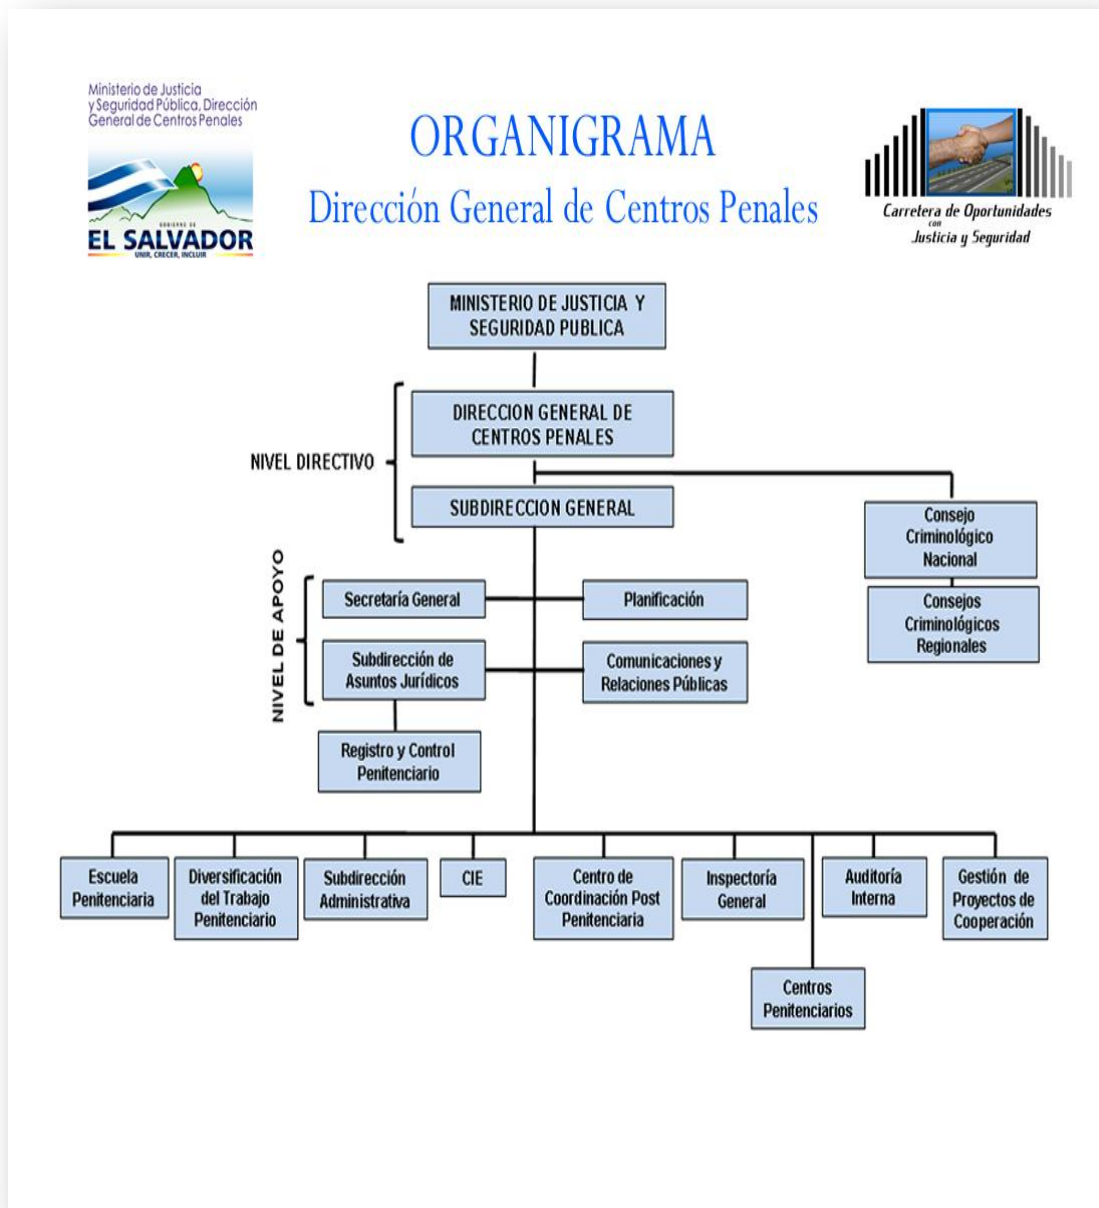 Ministerio de Justicia
y Seguridad Pública, Dirección
General de Centros Penales
GOBIERNO DE
EL SALVADOR
UNIR, CRECER, INCLUIR
ORGANIGRAMA
Dirección General de Centros Penales
Carretera de Oportunidades
con
Justicia y Seguridad
MINISTERIO DE JUSTICIA Y
SEGURIDAD PUBLICA
NIVEL DIRECTIVO
DIRECCION GENERAL DE
CENTROS PENALES
SUBDIRECCION GENERAL
Consejo
Criminológico
Nacional
Consejos
Criminológicos
Regionales
NIVEL DE APOYO
Secretaría General
Planificación
Subdirección de
Asuntos Jurídicos
Comunicaciones y
Relaciones Públicas
Registro y Control
Penitenciario
Escuela
Penitenciaria
Diversificación
del Trabajo
Penitenciario
Subdirección
Administrativa
CIE
Centro de
Coordinación Post
Penitenciaria
Inspectoría
General
Auditoría
Interna
Gestión de
Proyectos de
Cooperación
Centros
Penitenciarios